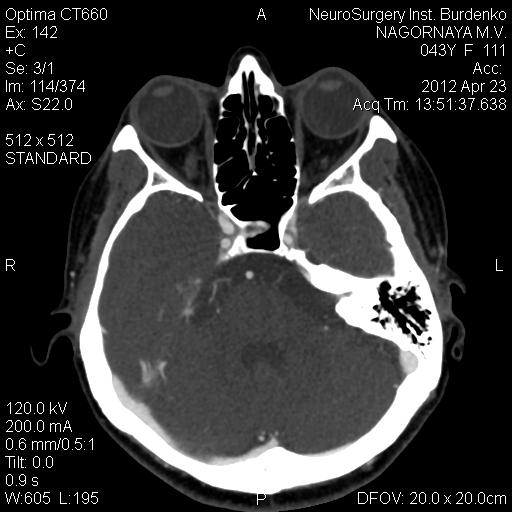 Optima CT660
Ex: 142
+C
Se: 3/1
Im: 114/374
Ax: S22.0
512 x 512
STANDARD
A
NeuroSurgery Inst. Burdenko
NAGORNAYA M.V.
043Y F 111
Acc:
2012 Apr 23
Acq Tm: 13:51:37.638
R
L
120.0 kV
200.0 mA
0.6 mm/0.5:1
Tilt: 0.0
0.9 s
W:605 L:195
P
DFOV: 20.0 x 20.0cm